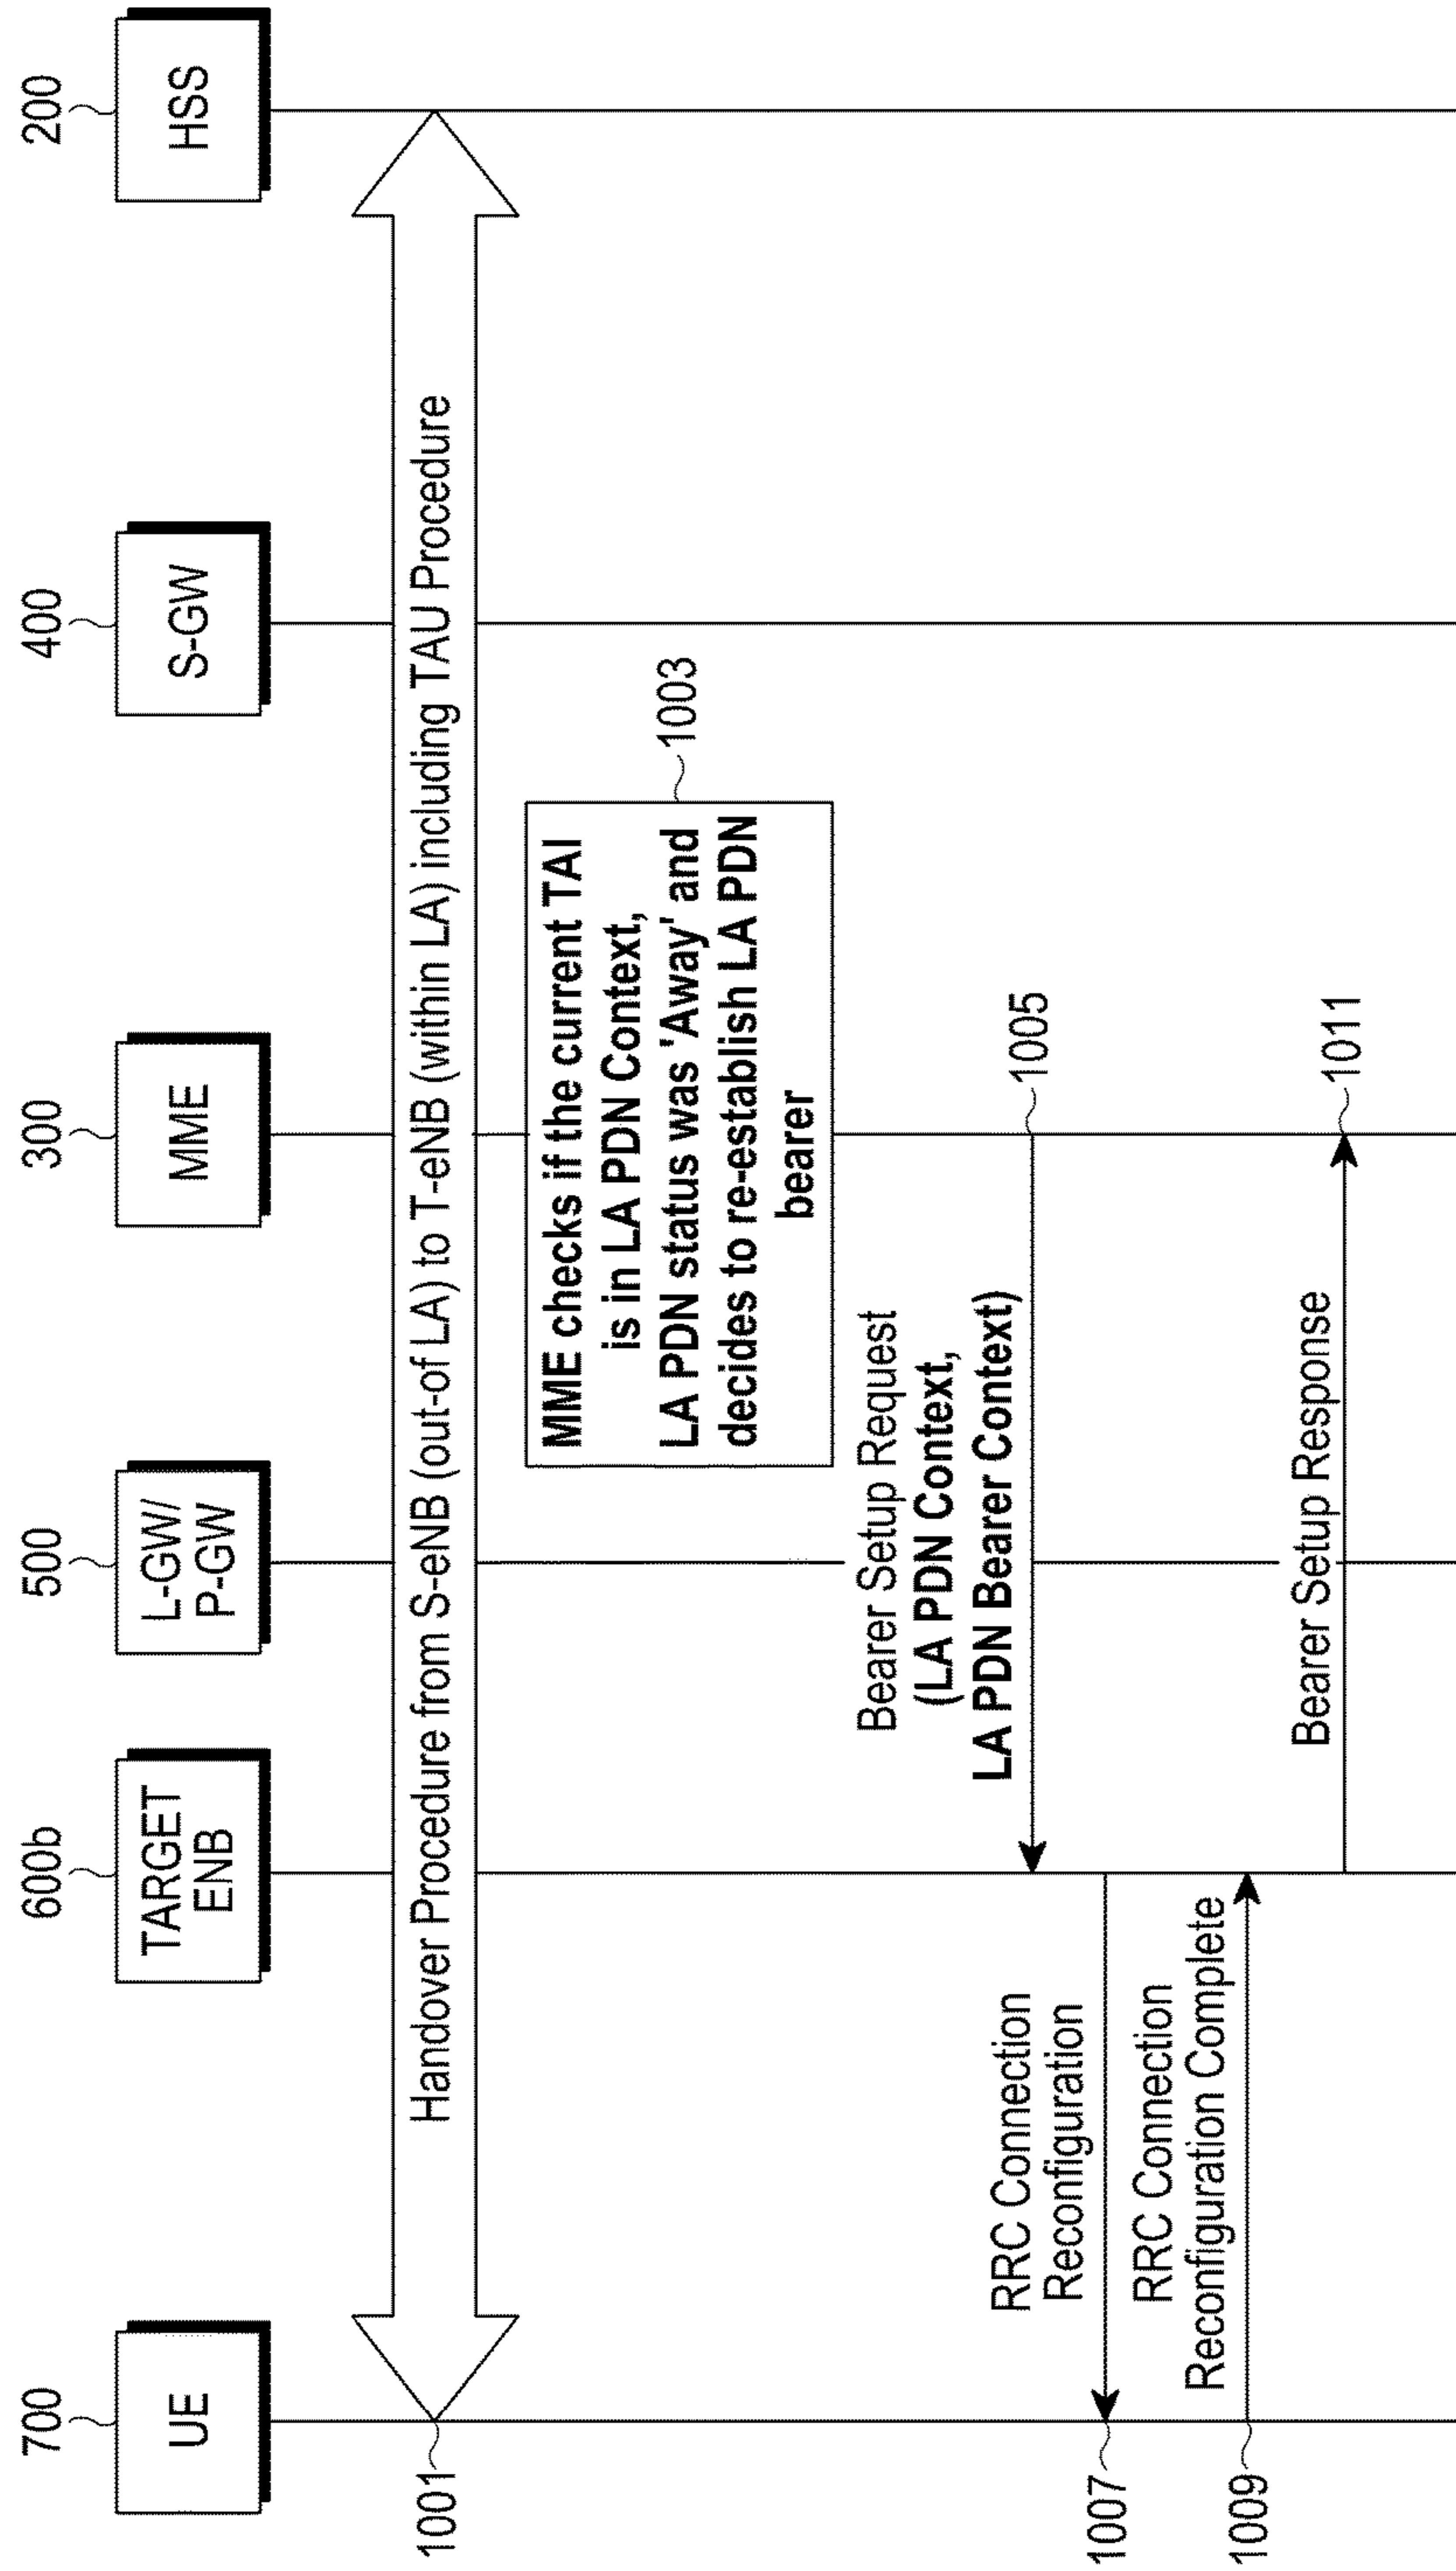 700
600b
500
300
400
200
UE
TARGET
ENB
L-GW/
P-GW
MME
S-GW
HSS
1001
Handover Procedure from S-eNB (out-of LA) to T-eNB (within LA) including TAU Procedure
MME checks if the current TAI
is in LA PDN Context,
LA PDN status was 'Away' and
decides to re-establish LA PDN
bearer
1003
Bearer Setup Request
(LA PDN Context,
LA PDN Bearer Context)
1005
RRC Connection
Reconfiguration
1007
RRC Connection
Reconfiguration Complete
1009
Bearer Setup Response
1011